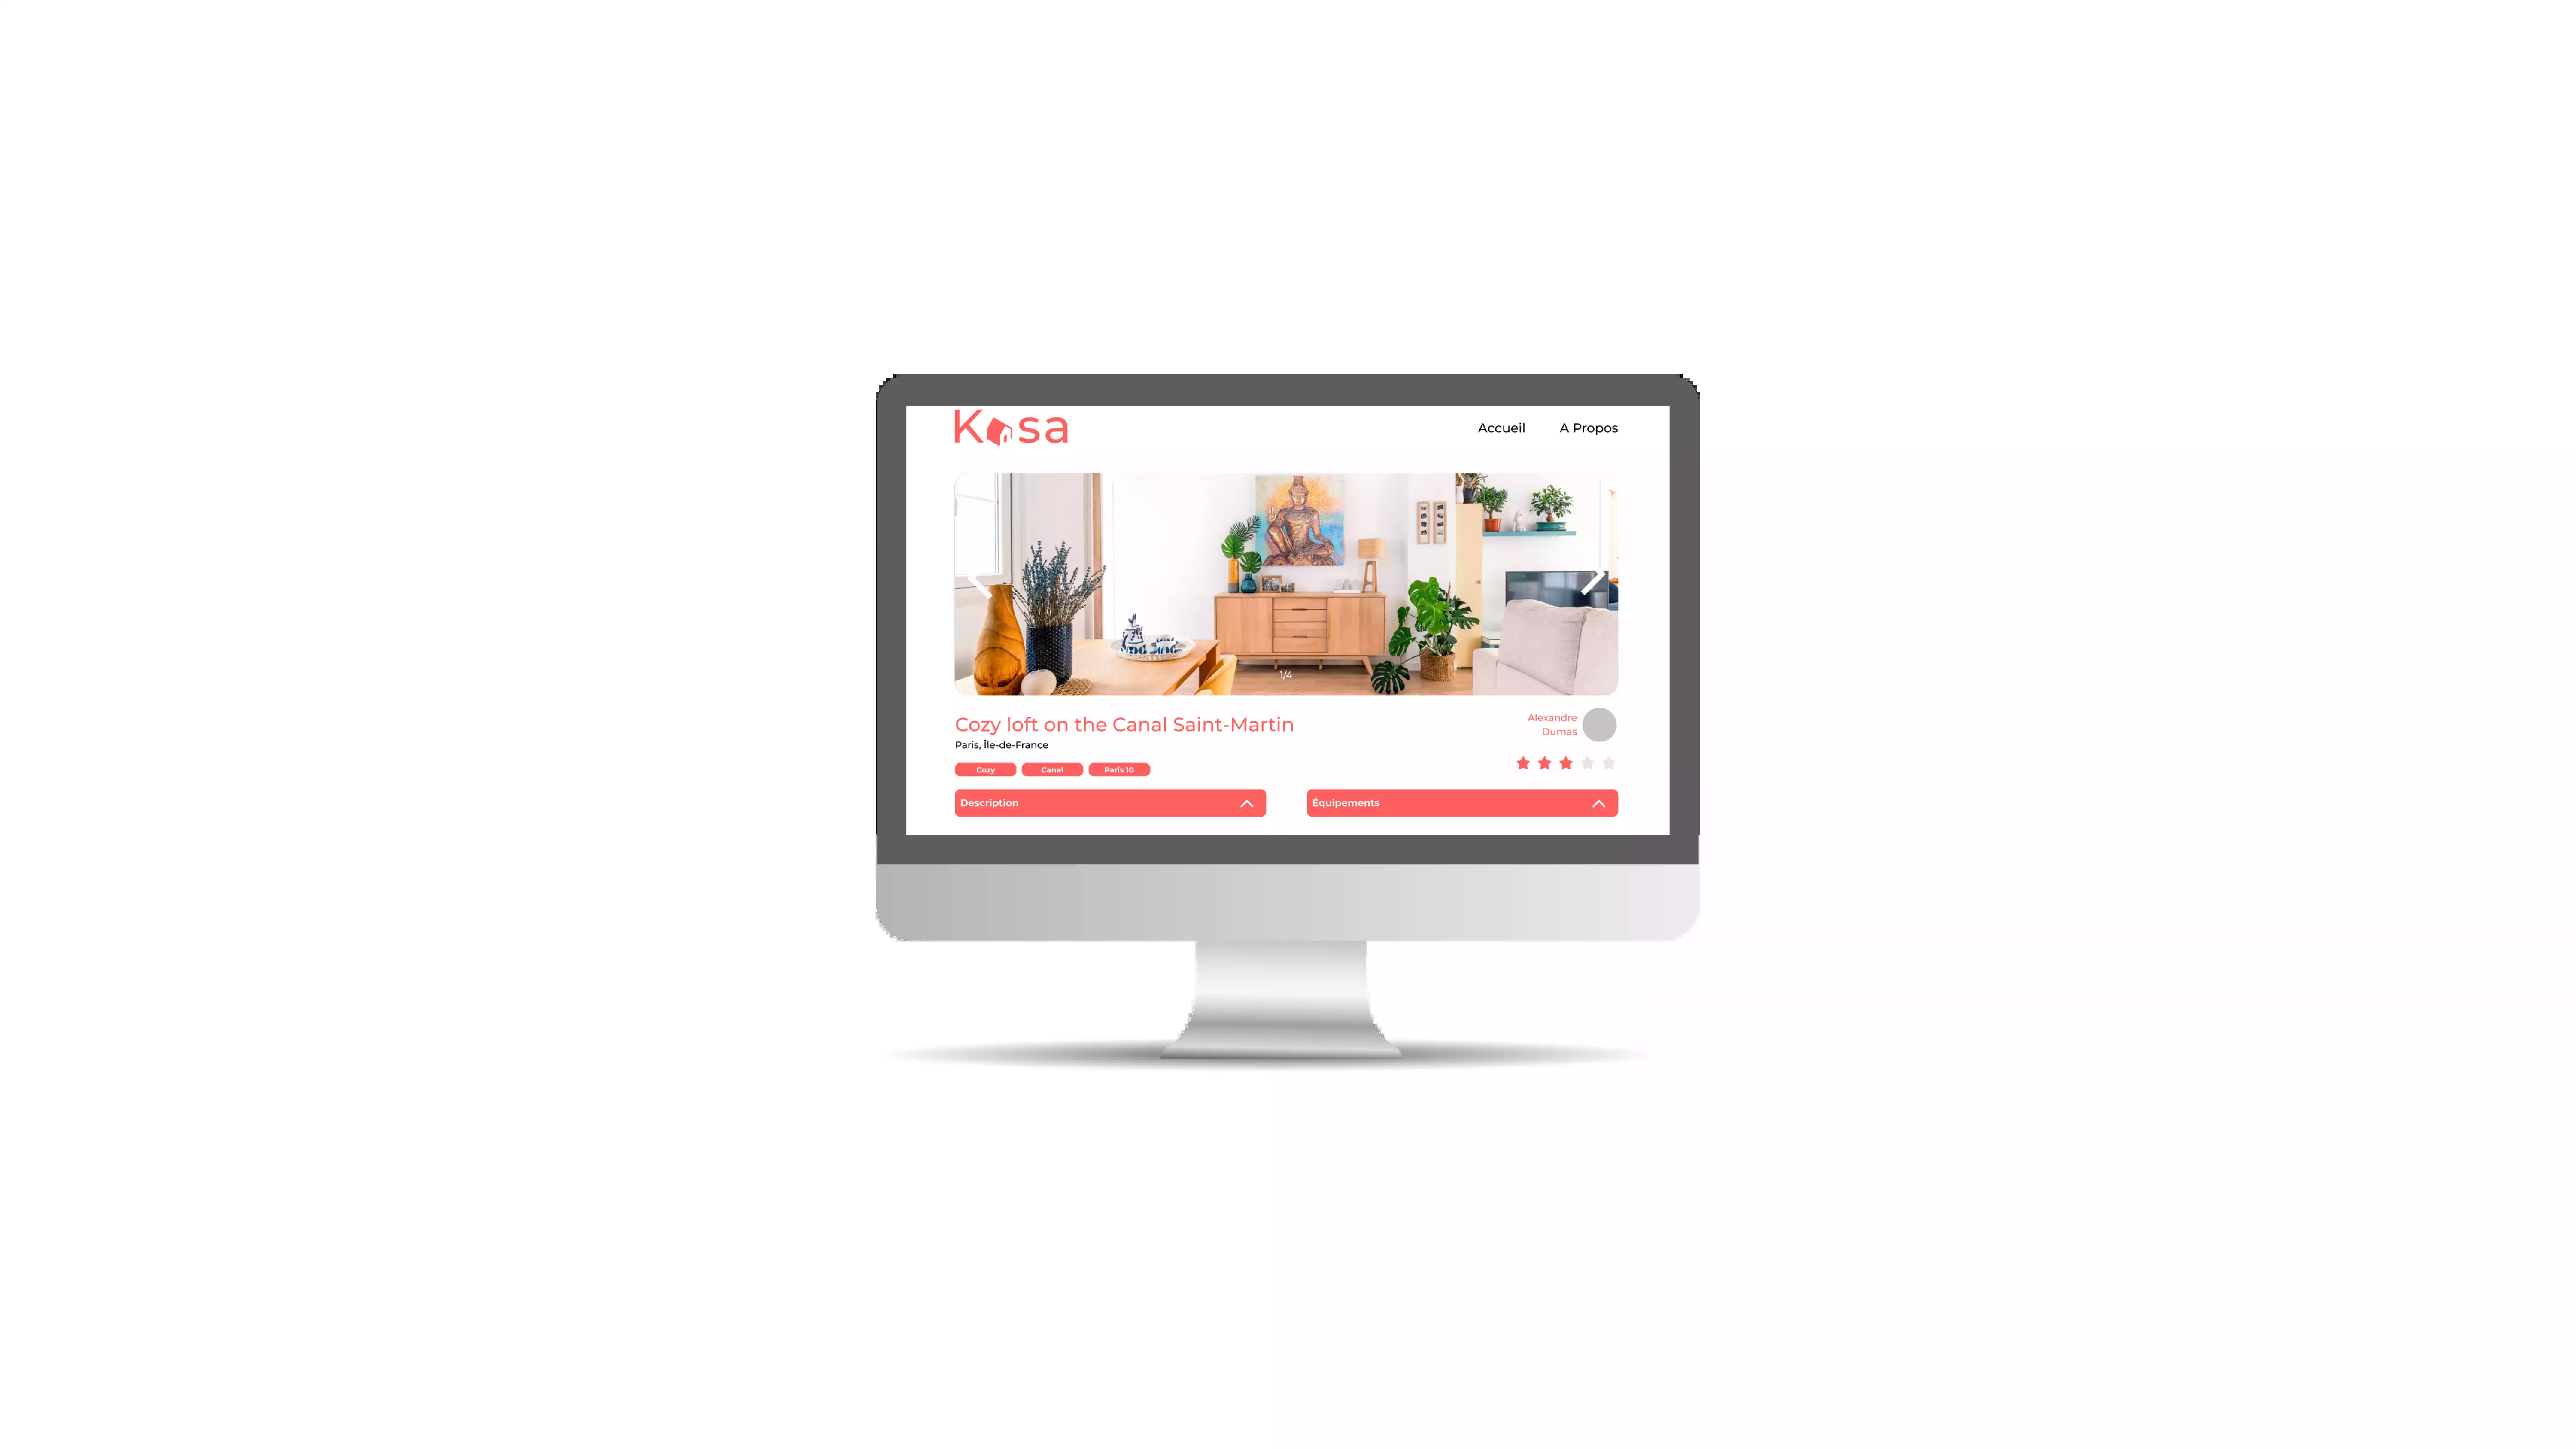 Kasa
Accueil A Propos
1/4
Cozy loft on the Canal Saint-Martin
Paris, Île-de-France
Alexandre
Dumas
Cozy Canal Paris 10
Description Équipements